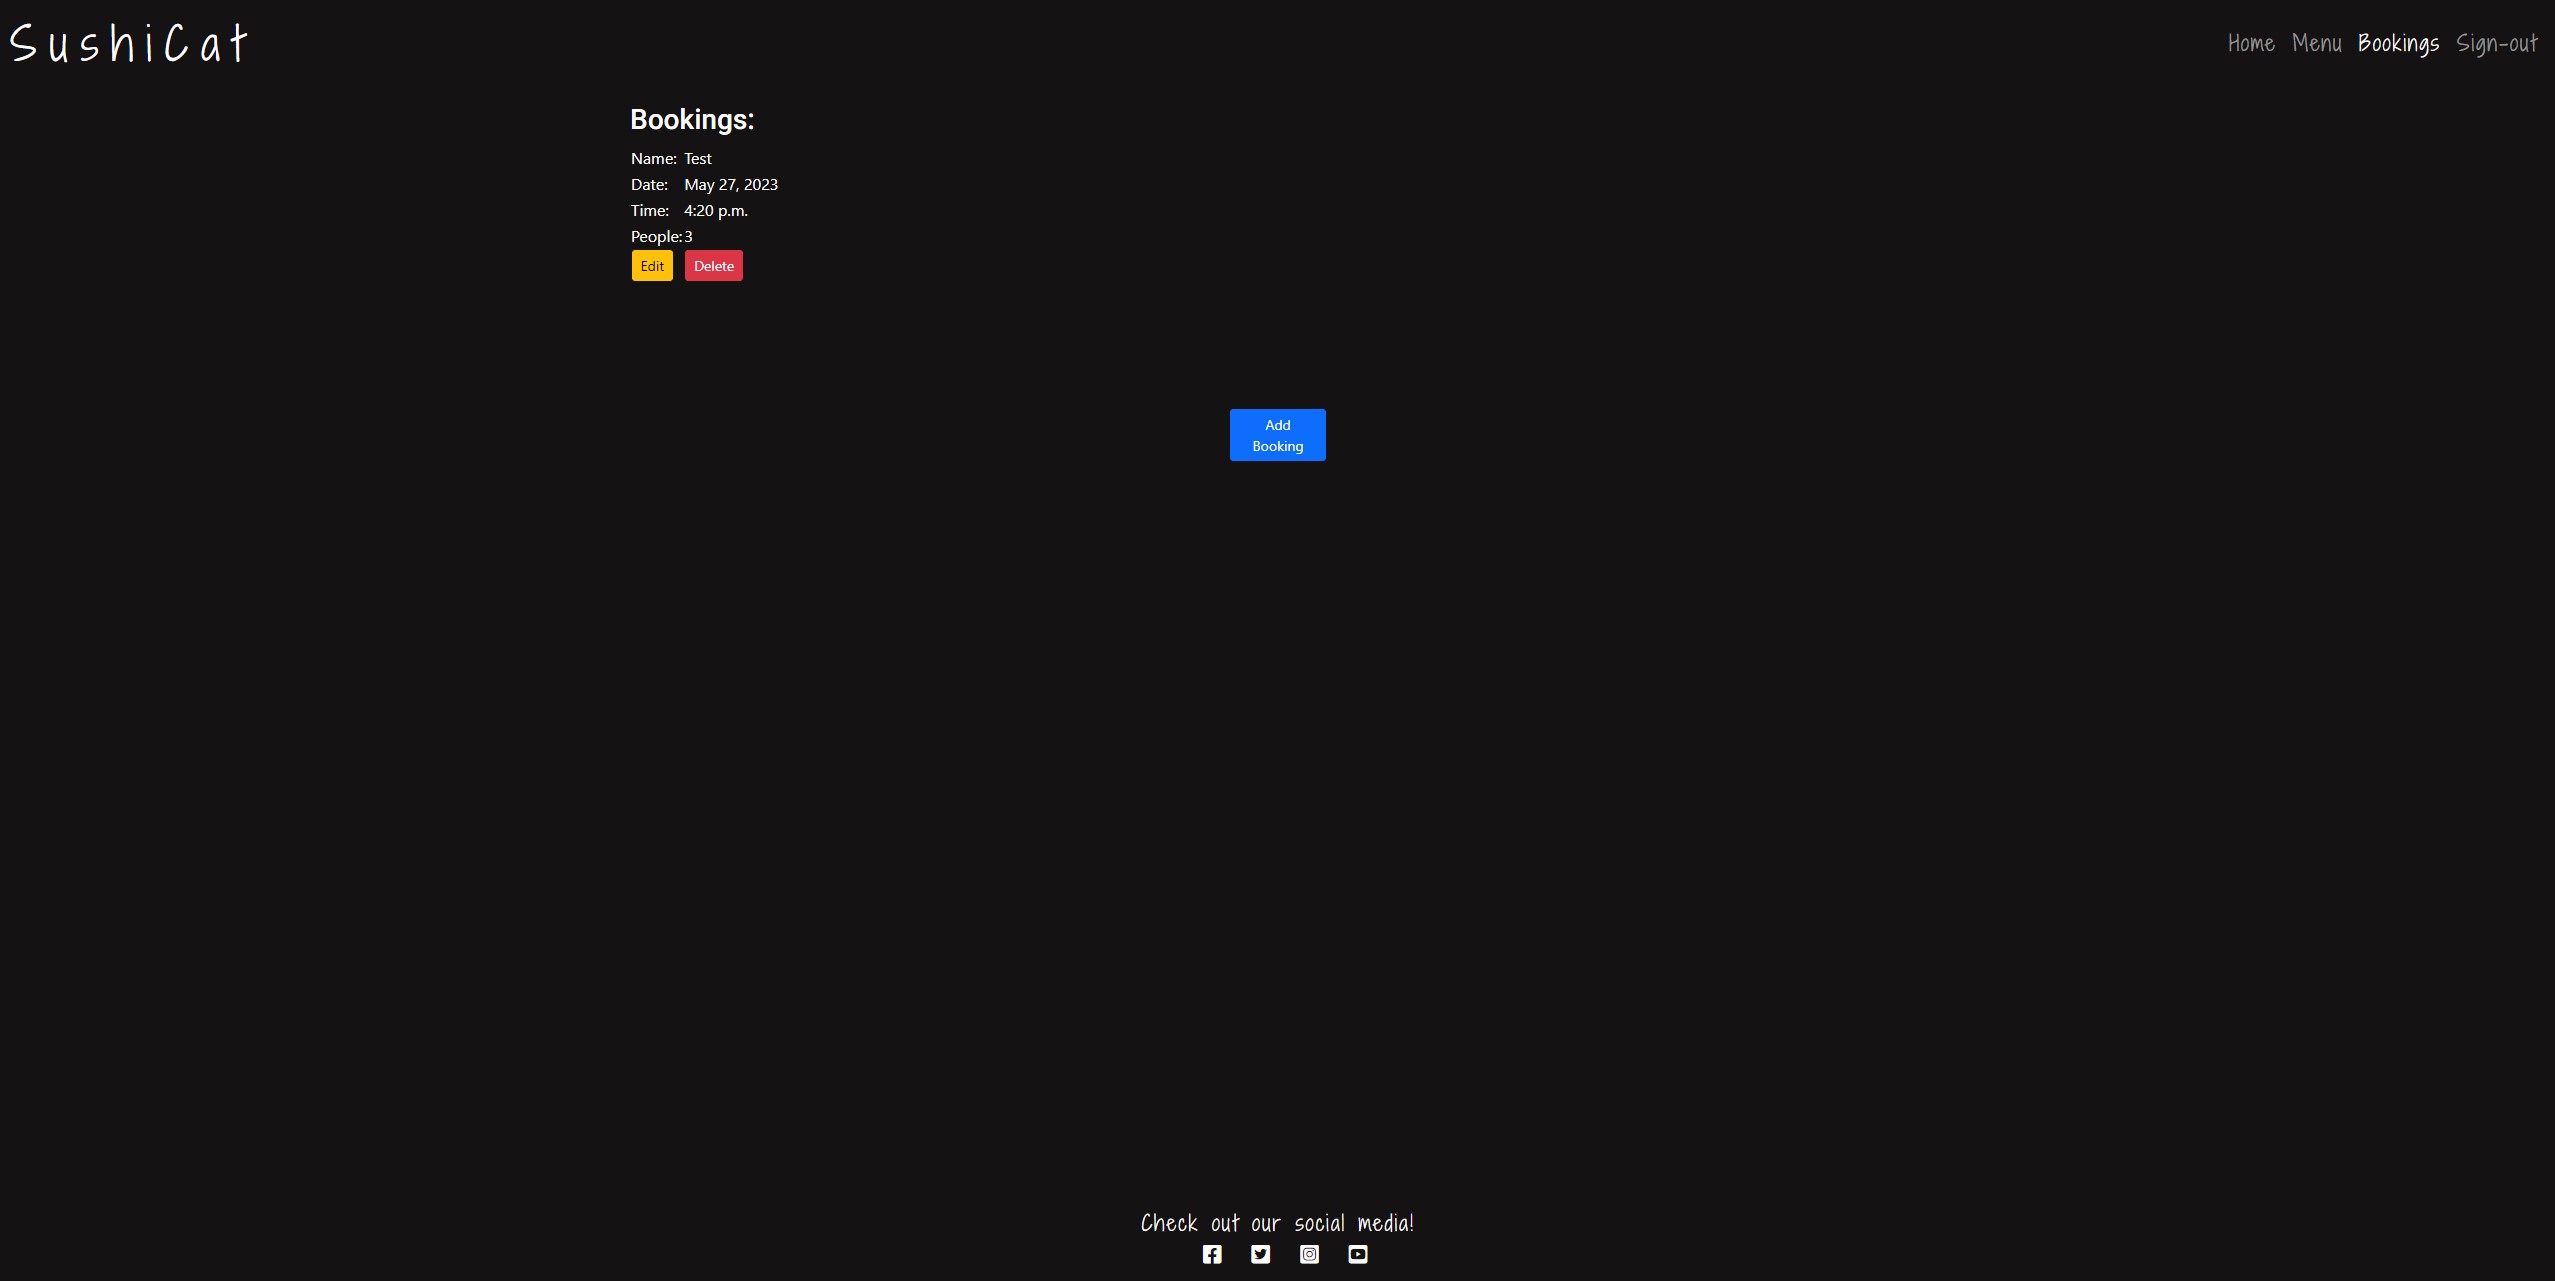 SushiCat
Home Menu Bookings Sign-out
Bookings:
Name: Test
Date: May 27, 2023
Time: 4:20 p.m.
People: 3
Edit Delete
Add
Booking
Check out our social media!